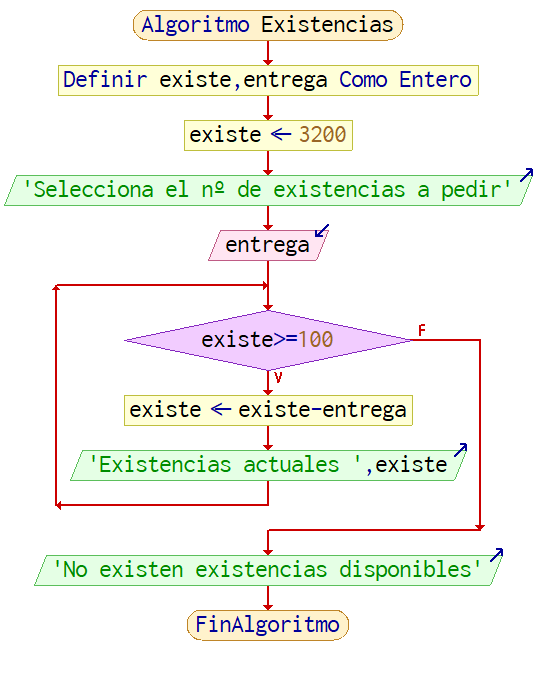 Algoritmo Existencias
Definir existe,entrega Como Entero
existe ← 3200
'Selecciona el nº de existencias a pedir'
entrega
existe>=100
F
V
existe ← existe-entrega
'Existencias actuales ',existe
'No existen existencias disponibles'
FinAlgoritmo